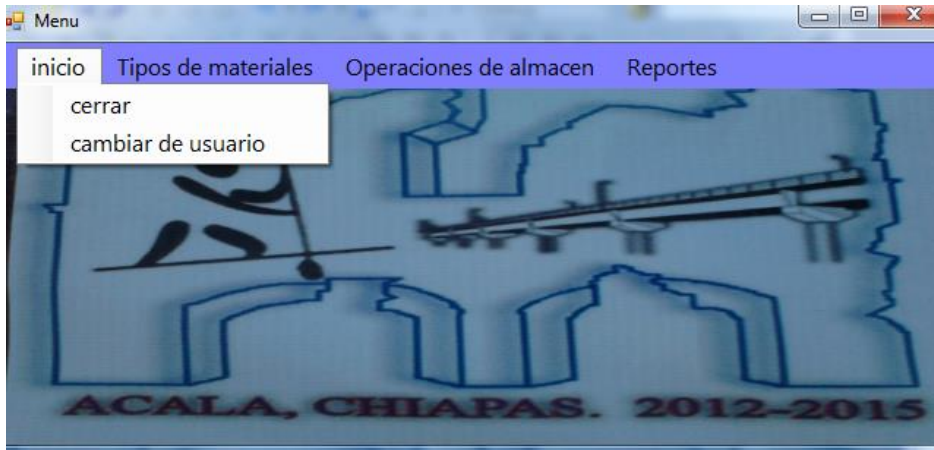 Menu
inicio Tipos de materiales Operaciones de almacen Reportes
cerrar
cambiar de usuario
ACALA, CHIAPAS. 2012-2015